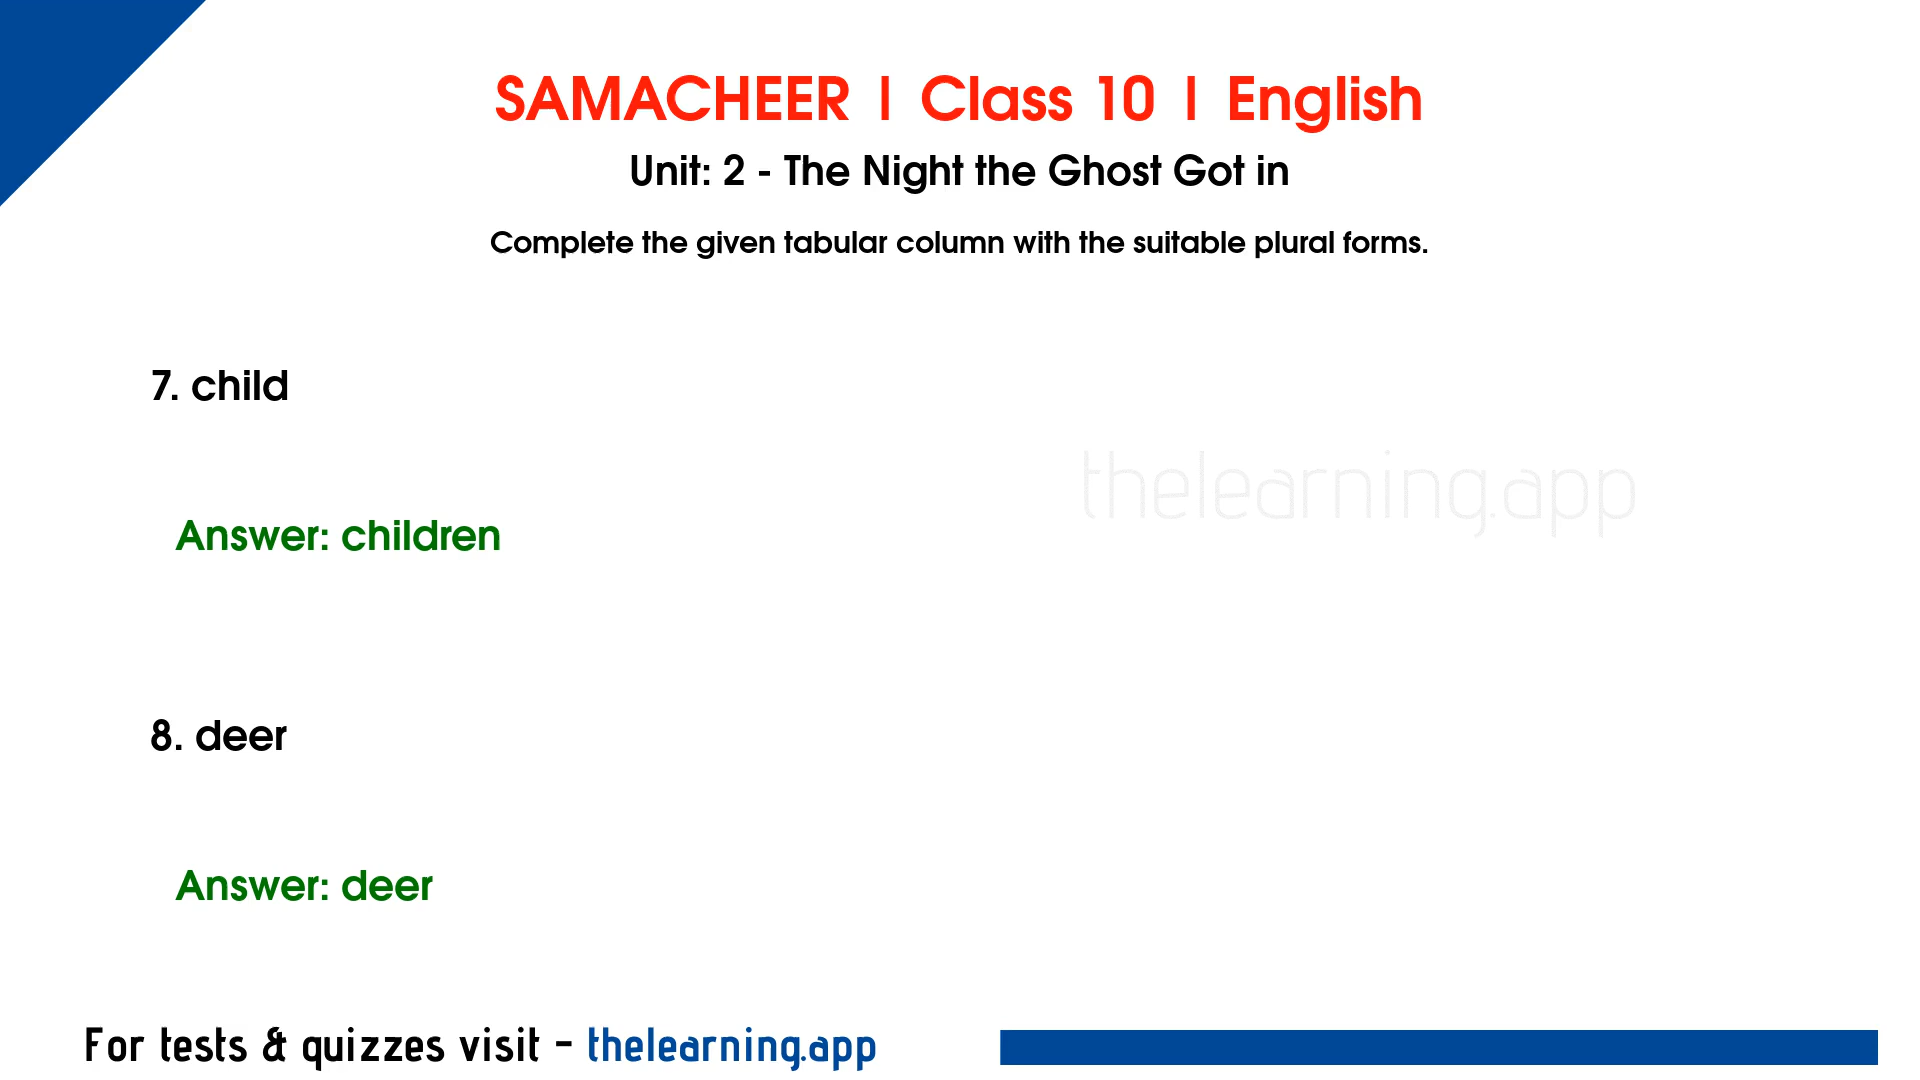 SAMACHEER | Class 10 | English
Unit: 2 - The Night the Ghost Got in
Complete the given tabular column with the suitable plural forms.
7. child
thelearning.app
Answer: children
8. deer
Answer: deer
For tests & quizzes visit - thelearning.app